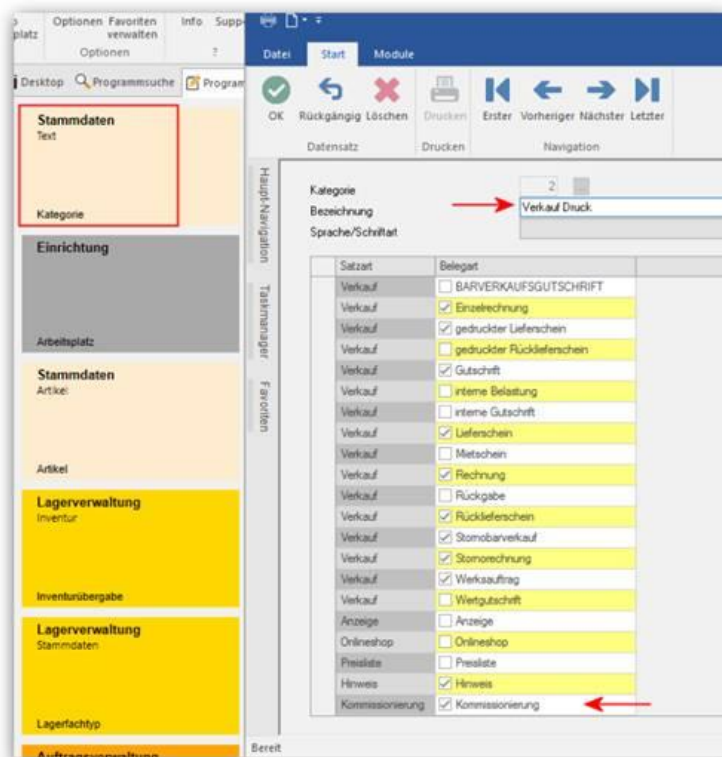 Optionen Favoriten verwalten Info
platz
Optionen ?
Desktop Programmsuche
Stammdaten
Text
Kategorie
Einrichtung
Arbeitsplatz
Stammdaten
Artikel
Artikel
Lagerverwaltung
Inventur
Inventurübergabe
Lagerverwaltung
Stammdaten
Lagerfachtyp
Datei Start Module
OK Rückgängig Löschen Drucken Erster Vorheriger Nächster Letzter
Datensatz Drucken Navigation
Haupt-Navigation
Taskmanager
Favoriten
Kategorie 2 ...
Bezeichnung Verkauf Druck
Sprache/Schriftart
Satzart Belegart
Verkauf BARVERKAUFSGUTSCHRIFT
Verkauf Einzelrechnung
Verkauf gedruckter Lieferschein
Verkauf gedruckter Rücklieferschein
Verkauf Gutschrift
Verkauf interne Belastung
Verkauf interne Gutschrift
Verkauf Lieferschein
Verkauf Mietschein
Verkauf Rechnung
Verkauf Rückgabe
Verkauf Rücklieferschein
Verkauf Stornobarverkauf
Verkauf Stornorechnung
Verkauf Werksauftrag
Verkauf Wertgutschrift
Anzeige Anzeige
Onlineshop Onlineshop
Preisliste Preisliste
Hinweis Hinweis
Kommissionierung Kommissionierung
Bereit